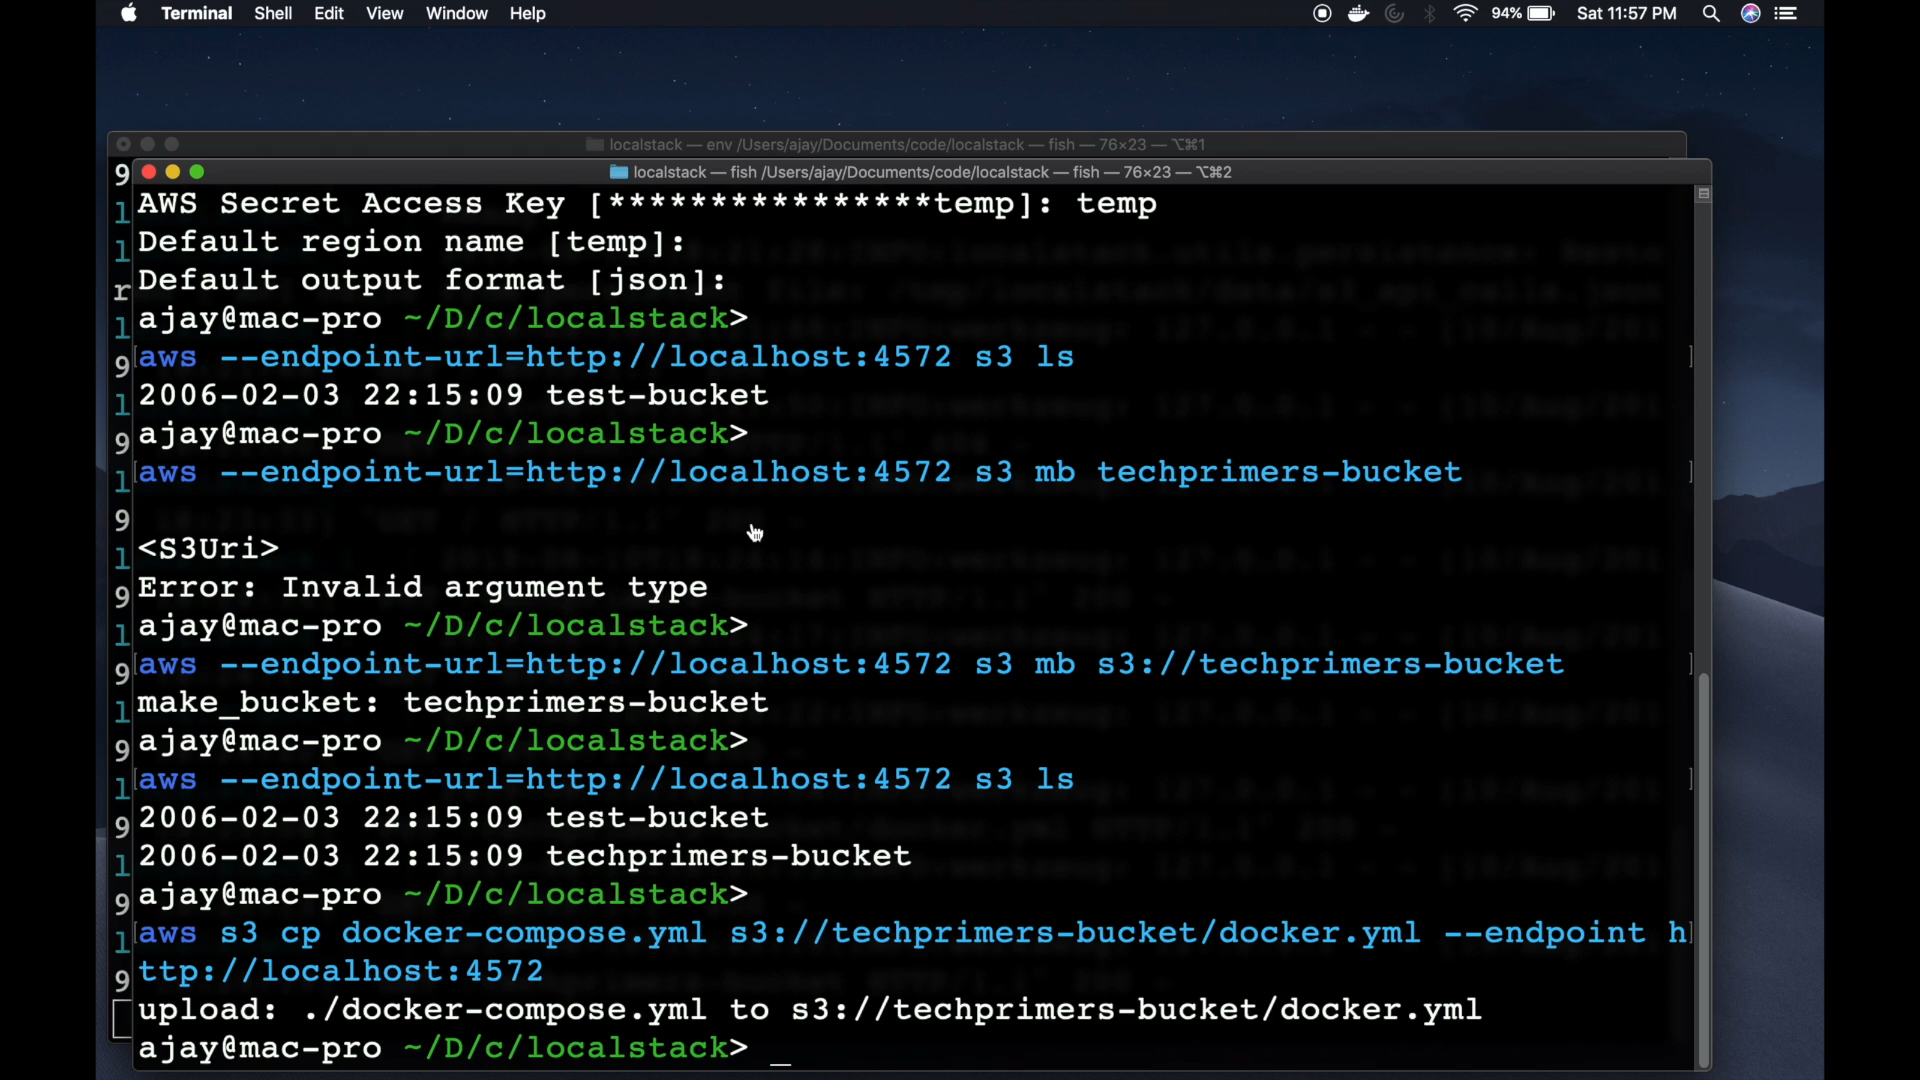 Terminal Shell Edit View Window Help 94% Sat 11:57 PM
localstack — env /Users/ajay/Documents/code/localstack — fish — 76×23 — ⌥⌘1
localstack — fish /Users/ajay/Documents/code/localstack — fish — 76×23 — ⌥⌘2
AWS Secret Access Key [****************temp]: temp
Default region name [temp]:
Default output format [json]:
ajay@mac-pro ~/D/c/localstack>
aws --endpoint-url=http://localhost:4572 s3 ls
2006-02-03 22:15:09 test-bucket
ajay@mac-pro ~/D/c/localstack>
aws --endpoint-url=http://localhost:4572 s3 mb techprimers-bucket
<S3Uri>
Error: Invalid argument type
ajay@mac-pro ~/D/c/localstack>
aws --endpoint-url=http://localhost:4572 s3 mb s3://techprimers-bucket
make_bucket: techprimers-bucket
ajay@mac-pro ~/D/c/localstack>
aws --endpoint-url=http://localhost:4572 s3 ls
2006-02-03 22:15:09 test-bucket
2006-02-03 22:15:09 techprimers-bucket
ajay@mac-pro ~/D/c/localstack>
aws s3 cp docker-compose.yml s3://techprimers-bucket/docker.yml --endpoint h
ttp://localhost:4572
upload: ./docker-compose.yml to s3://techprimers-bucket/docker.yml
ajay@mac-pro ~/D/c/localstack>